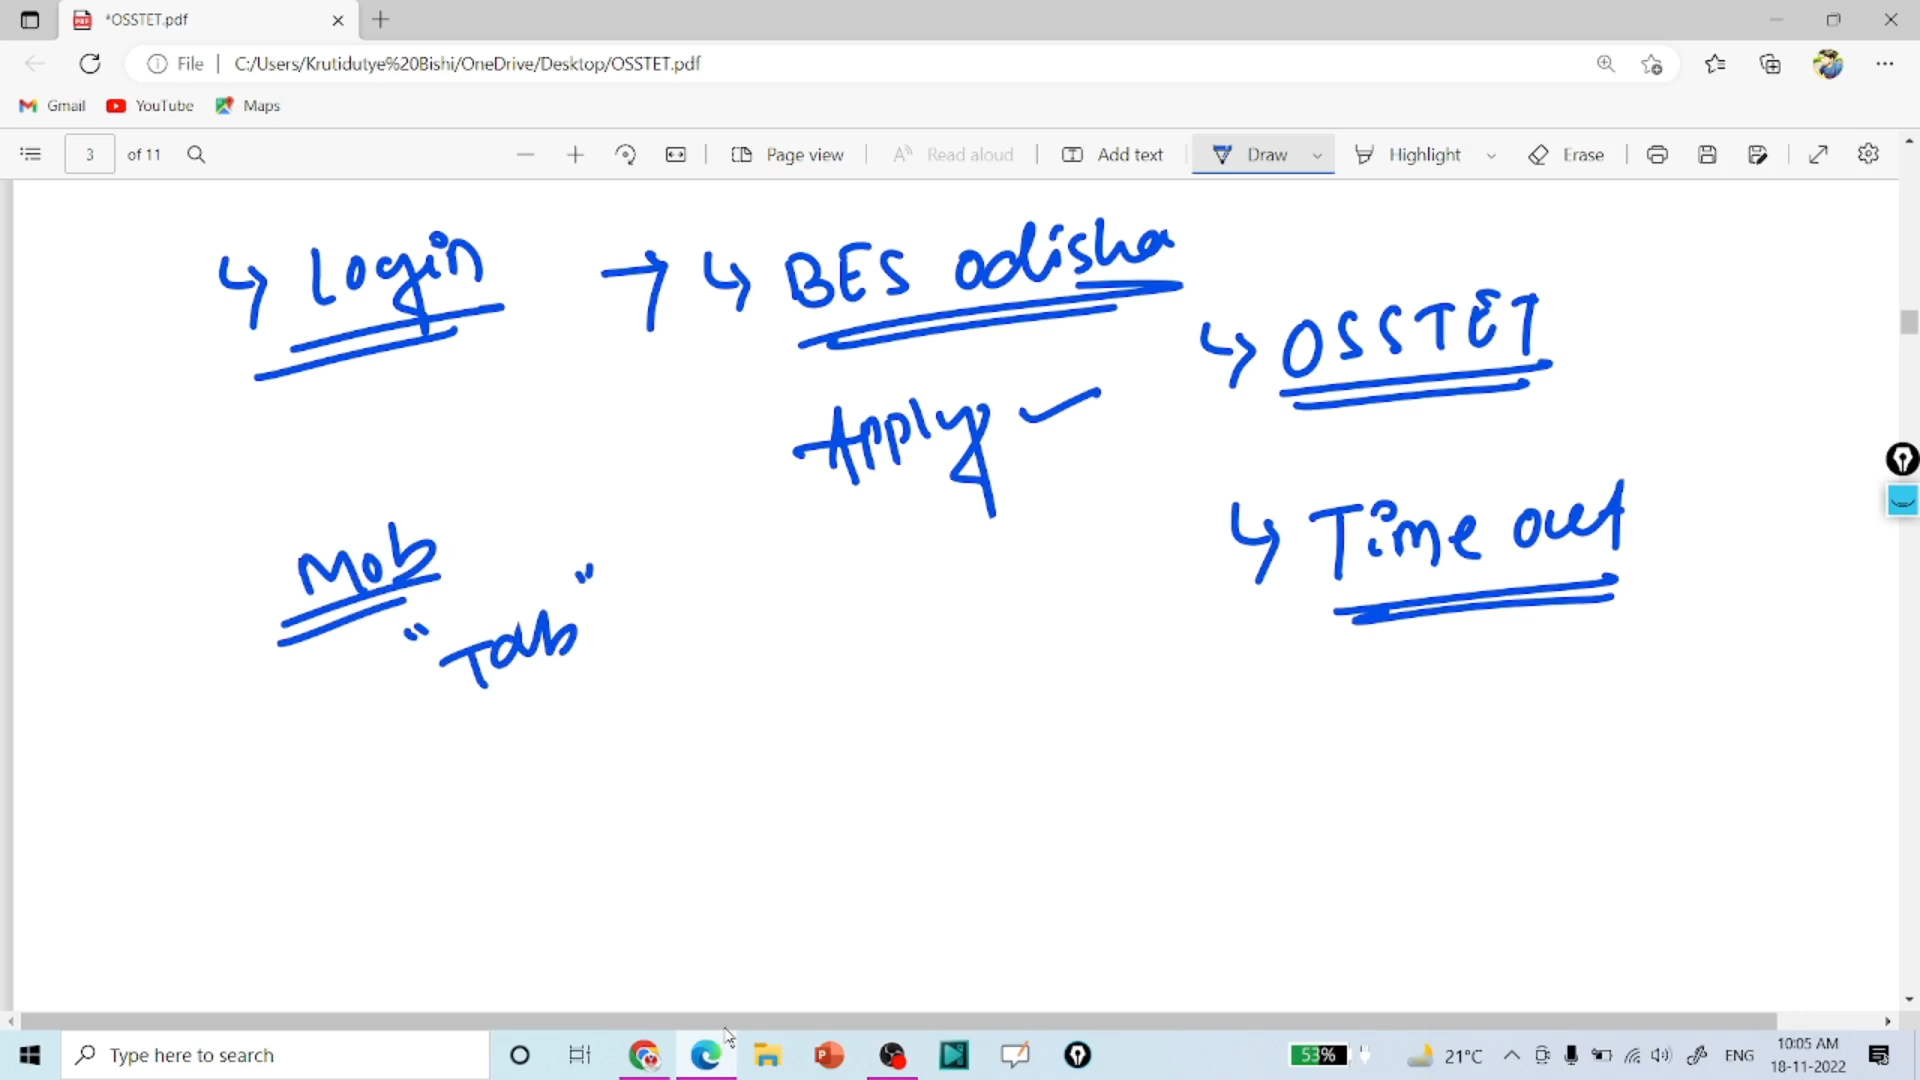 *OSSTET.pdf
File | C:/Users/Krutidutye%20Bishi/OneDrive/Desktop/OSSTET.pdf
Gmail YouTube Maps
3 of 11 Page view Read aloud Add text Draw Highlight Erase
Login → BES odisha
OSSTET
Apply ✓
Time out
Mob
"Tab"
Type here to search
53% 21°C ENG 10:05 AM
18-11-2022